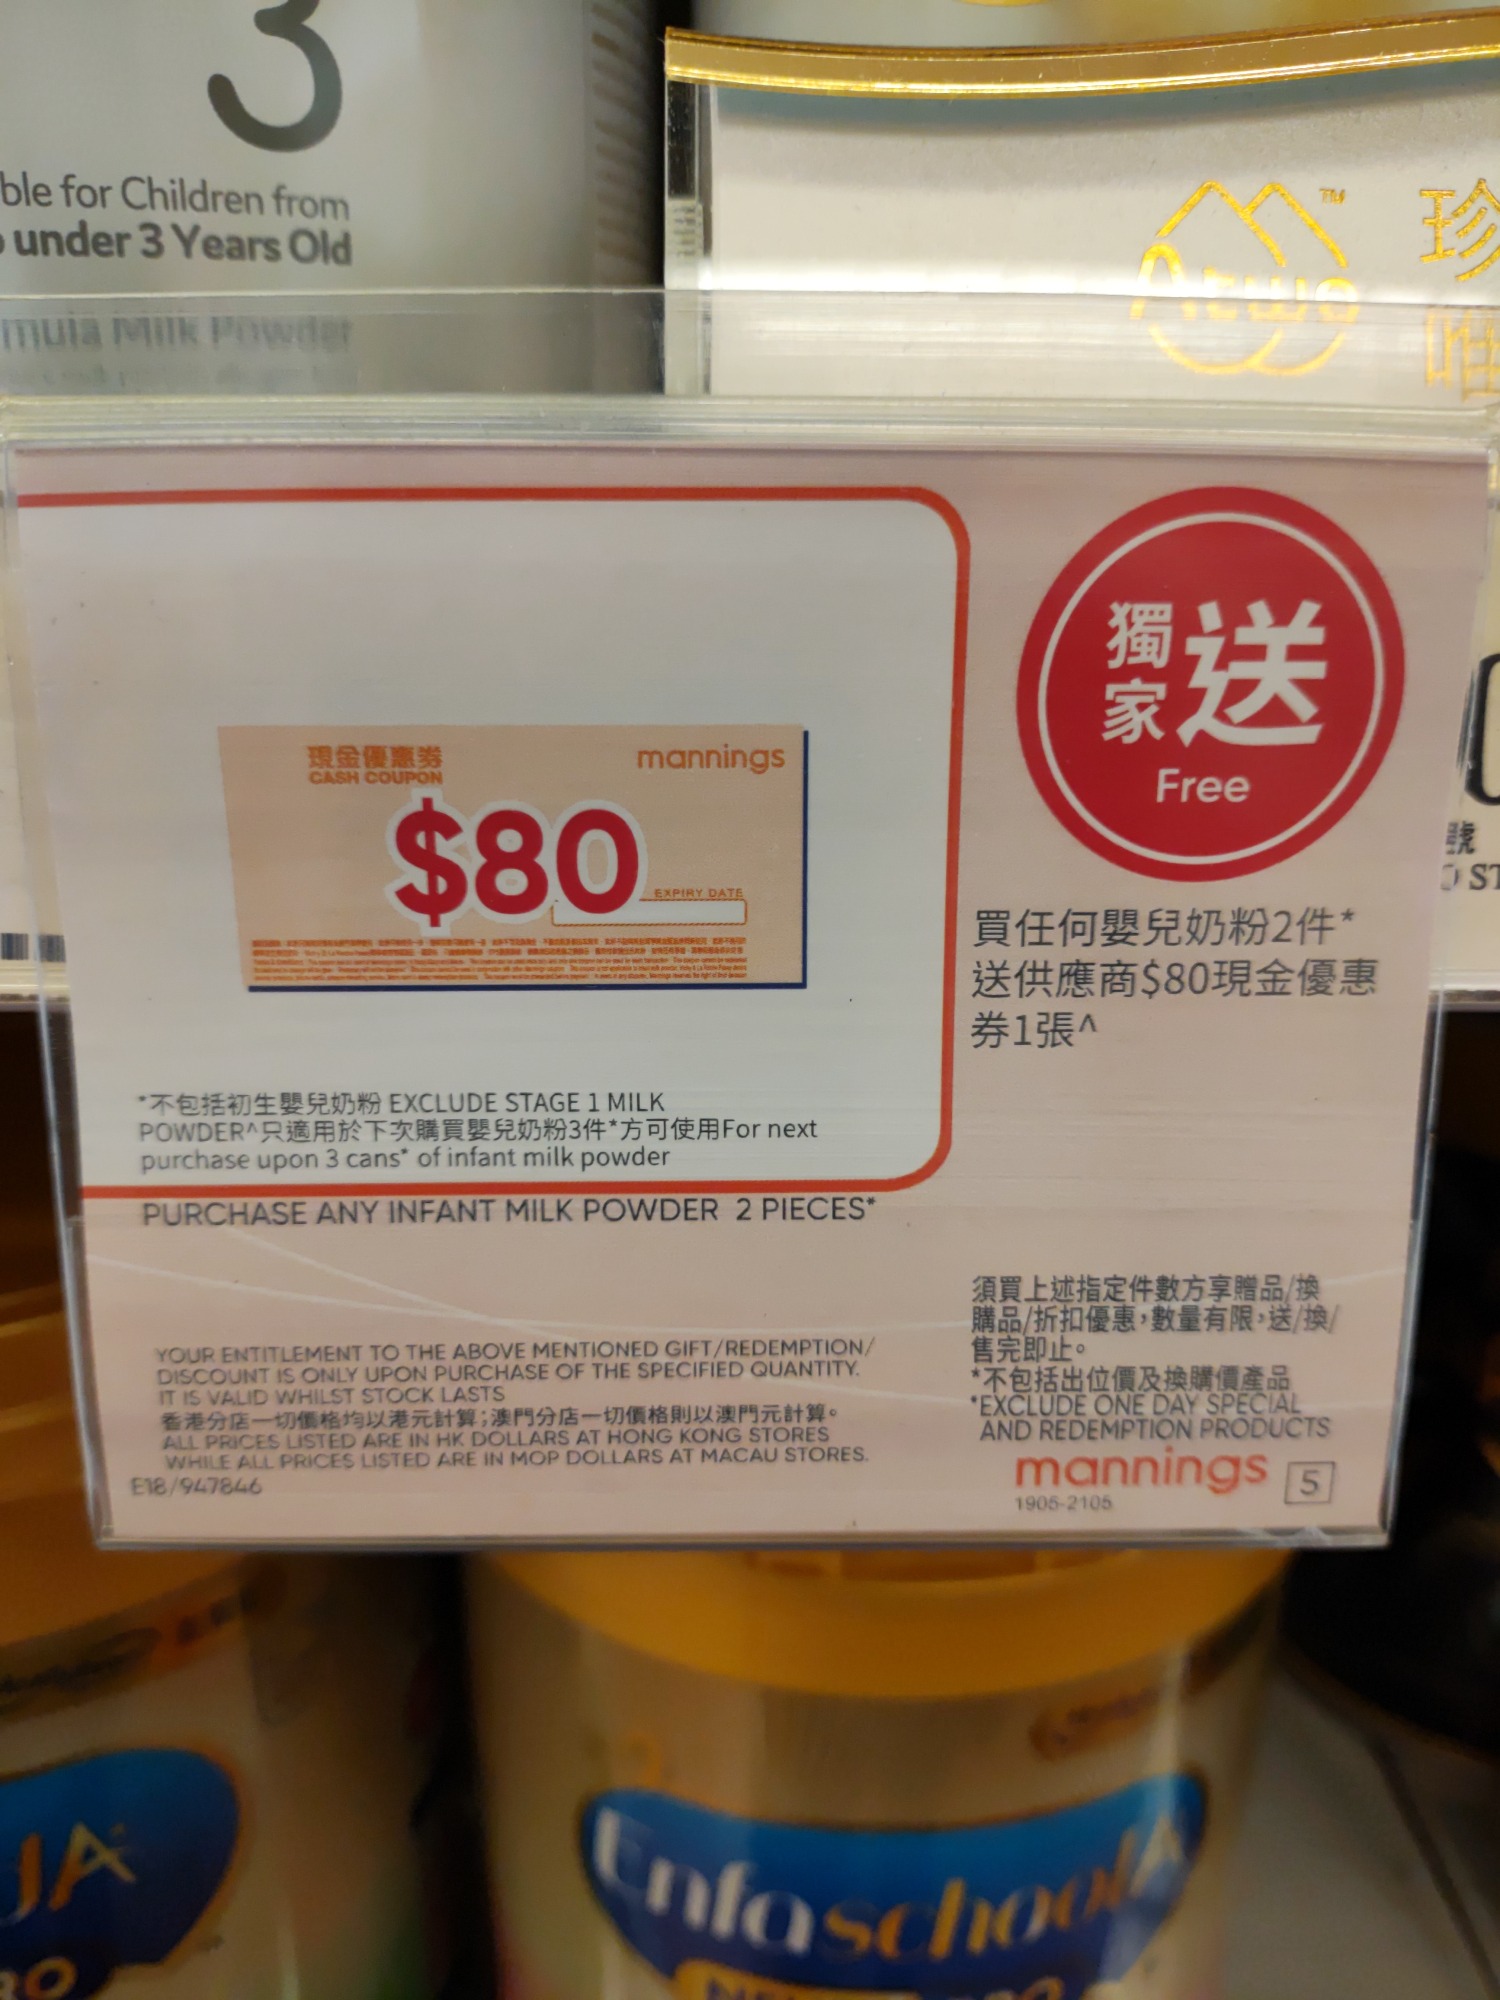 3
ble for Children from
under 3 Years Old
mula Milk Powder
TM
珍
現金優惠券
CASH COUPON
mannings
$80
EXPIRY DATE
獨家送
Free
買任何嬰兒奶粉2件*
送供應商$80現金優惠
券1張^
*不包括初生嬰兒奶粉 EXCLUDE STAGE 1 MILK
POWDER^只適用於下次購買嬰兒奶粉3件*方可使用For next
purchase upon 3 cans* of infant milk powder
PURCHASE ANY INFANT MILK POWDER 2 PIECES*
須買上述指定件數方享贈品/換
購品/折扣優惠,數量有限,送/換/
售完即止。
*不包括出位價及換購價產品
*EXCLUDE ONE DAY SPECIAL
AND REDEMPTION PRODUCTS
YOUR ENTITLEMENT TO THE ABOVE MENTIONED GIFT/REDEMPTION/
DISCOUNT IS ONLY UPON PURCHASE OF THE SPECIFIED QUANTITY.
IT IS VALID WHILST STOCK LASTS
香港分店一切價格均以港元計算;澳門分店一切價格則以澳門元計算。
ALL PRICES LISTED ARE IN HK DOLLARS AT HONG KONG STORES
WHILE ALL PRICES LISTED ARE IN MOP DOLLARS AT MACAU STORES.
E18/947846
mannings 5
1905-2105
Enfaschool A